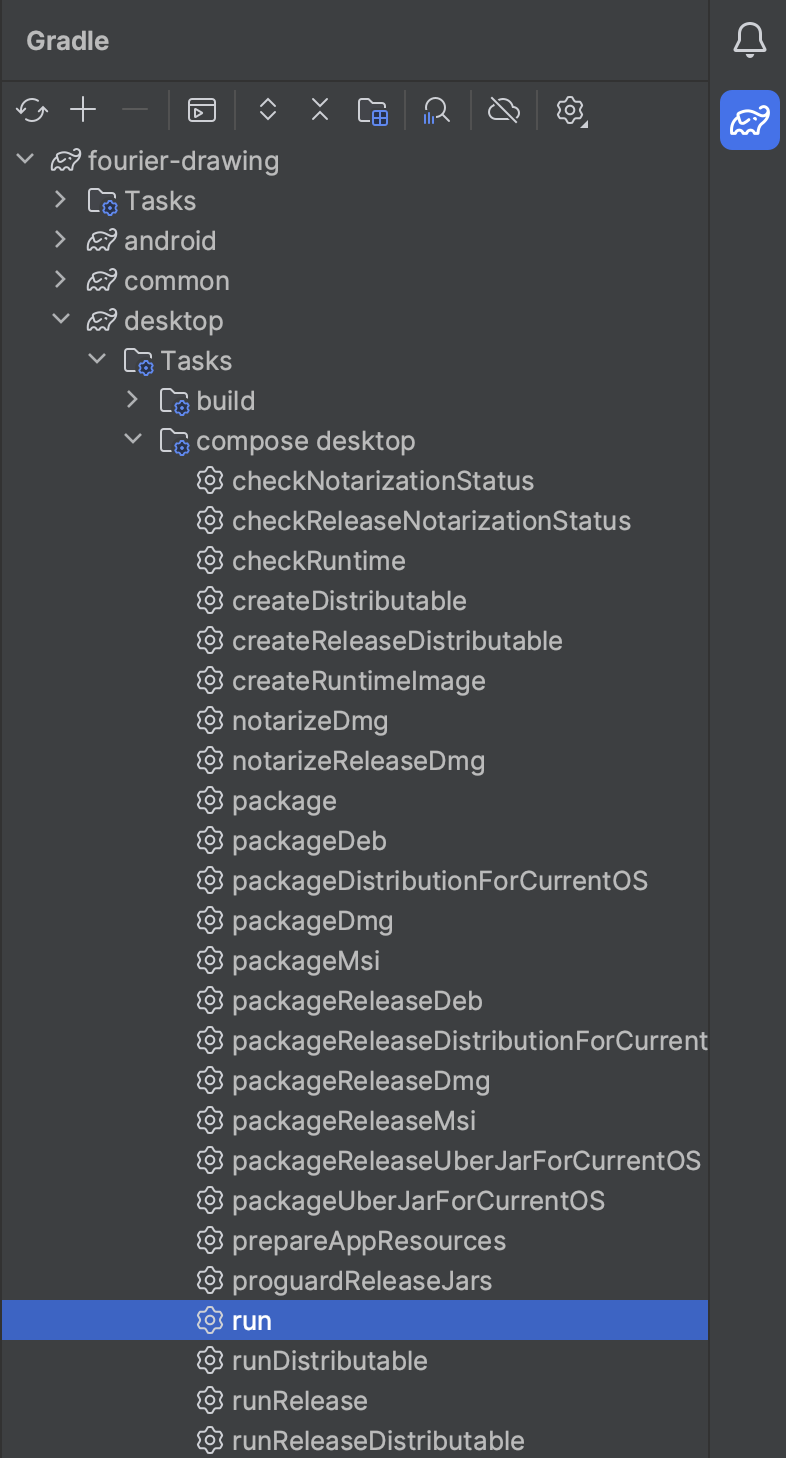 Gradle
fourier-drawing
Tasks
android
common
desktop
Tasks
build
compose desktop
checkNotarizationStatus
checkReleaseNotarizationStatus
checkRuntime
createDistributable
createReleaseDistributable
createRuntimeImage
notarizeDmg
notarizeReleaseDmg
package
packageDeb
packageDistributionForCurrentOS
packageDmg
packageMsi
packageReleaseDeb
packageReleaseDistributionForCurrent
packageReleaseDmg
packageReleaseMsi
packageReleaseUberJarForCurrentOS
packageUberJarForCurrentOS
prepareAppResources
proguardReleaseJars
run
runDistributable
runRelease
runReleaseDistributable